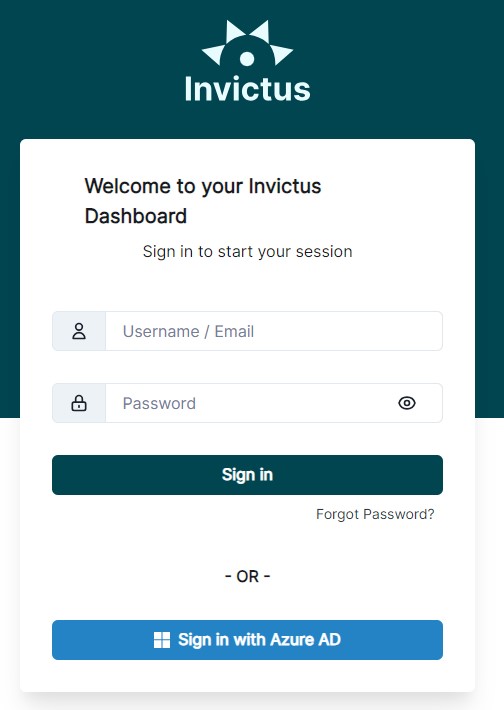 Invictus
Welcome to your Invictus
Dashboard
Sign in to start your session
Username / Email
Password
Sign in
Forgot Password?
- OR -
Sign in with Azure AD